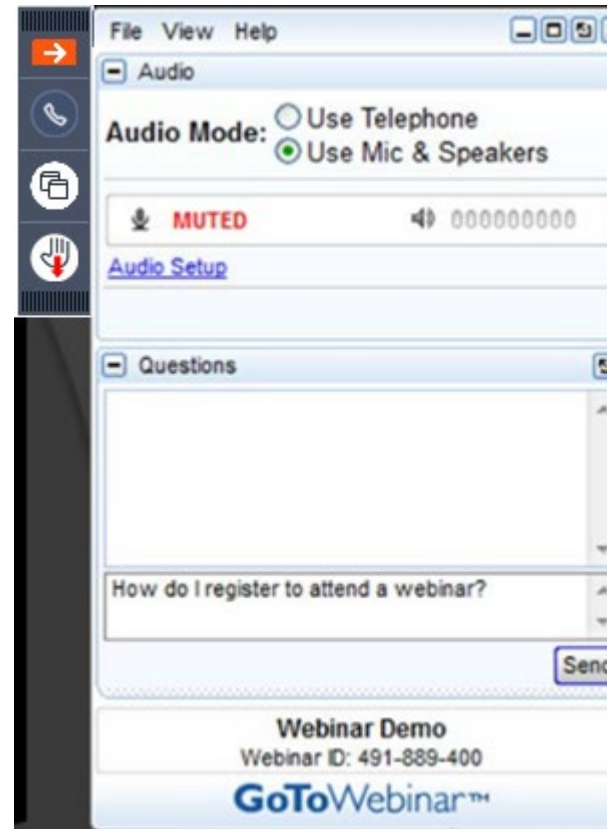 File View Help
Audio
Audio Mode:
Use Telephone
Use Mic & Speakers
MUTED
000000000
Audio Setup
Questions
How do I register to attend a webinar?
Send
Webinar Demo
Webinar ID: 491-889-400
GoToWebinar™